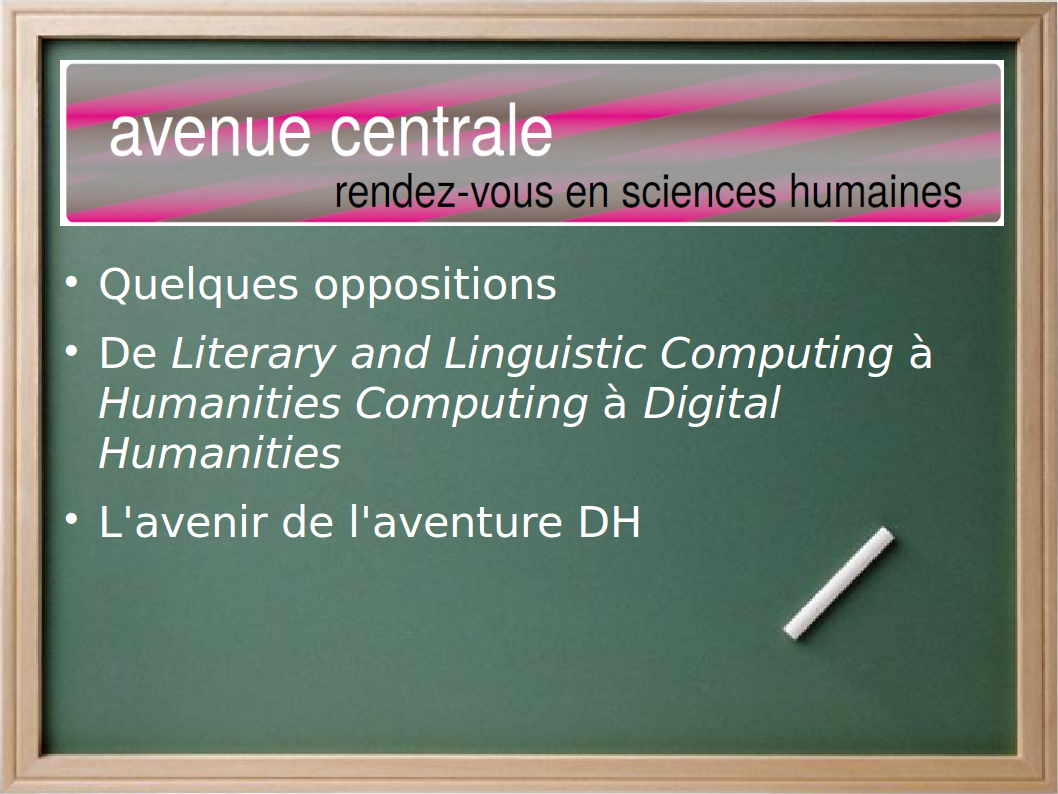 avenue centrale
rendez-vous en sciences humaines
• Quelques oppositions
• De Literary and Linguistic Computing à
Humanities Computing à Digital
Humanities
• L'avenir de l'aventure DH